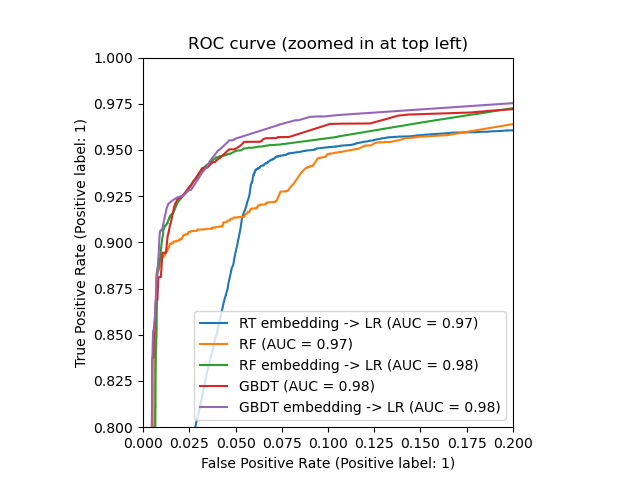 ROC curve (zoomed in at top left)
1.000
0.975
0.950
0.925
0.900
0.875
0.850
0.825
0.800
True Positive Rate (Positive label: 1)
RT embedding -> LR (AUC = 0.97)
RF (AUC = 0.97)
RF embedding -> LR (AUC = 0.98)
GBDT (AUC = 0.98)
GBDT embedding -> LR (AUC = 0.98)
0.000 0.025 0.050 0.075 0.100 0.125 0.150 0.175 0.200
False Positive Rate (Positive label: 1)